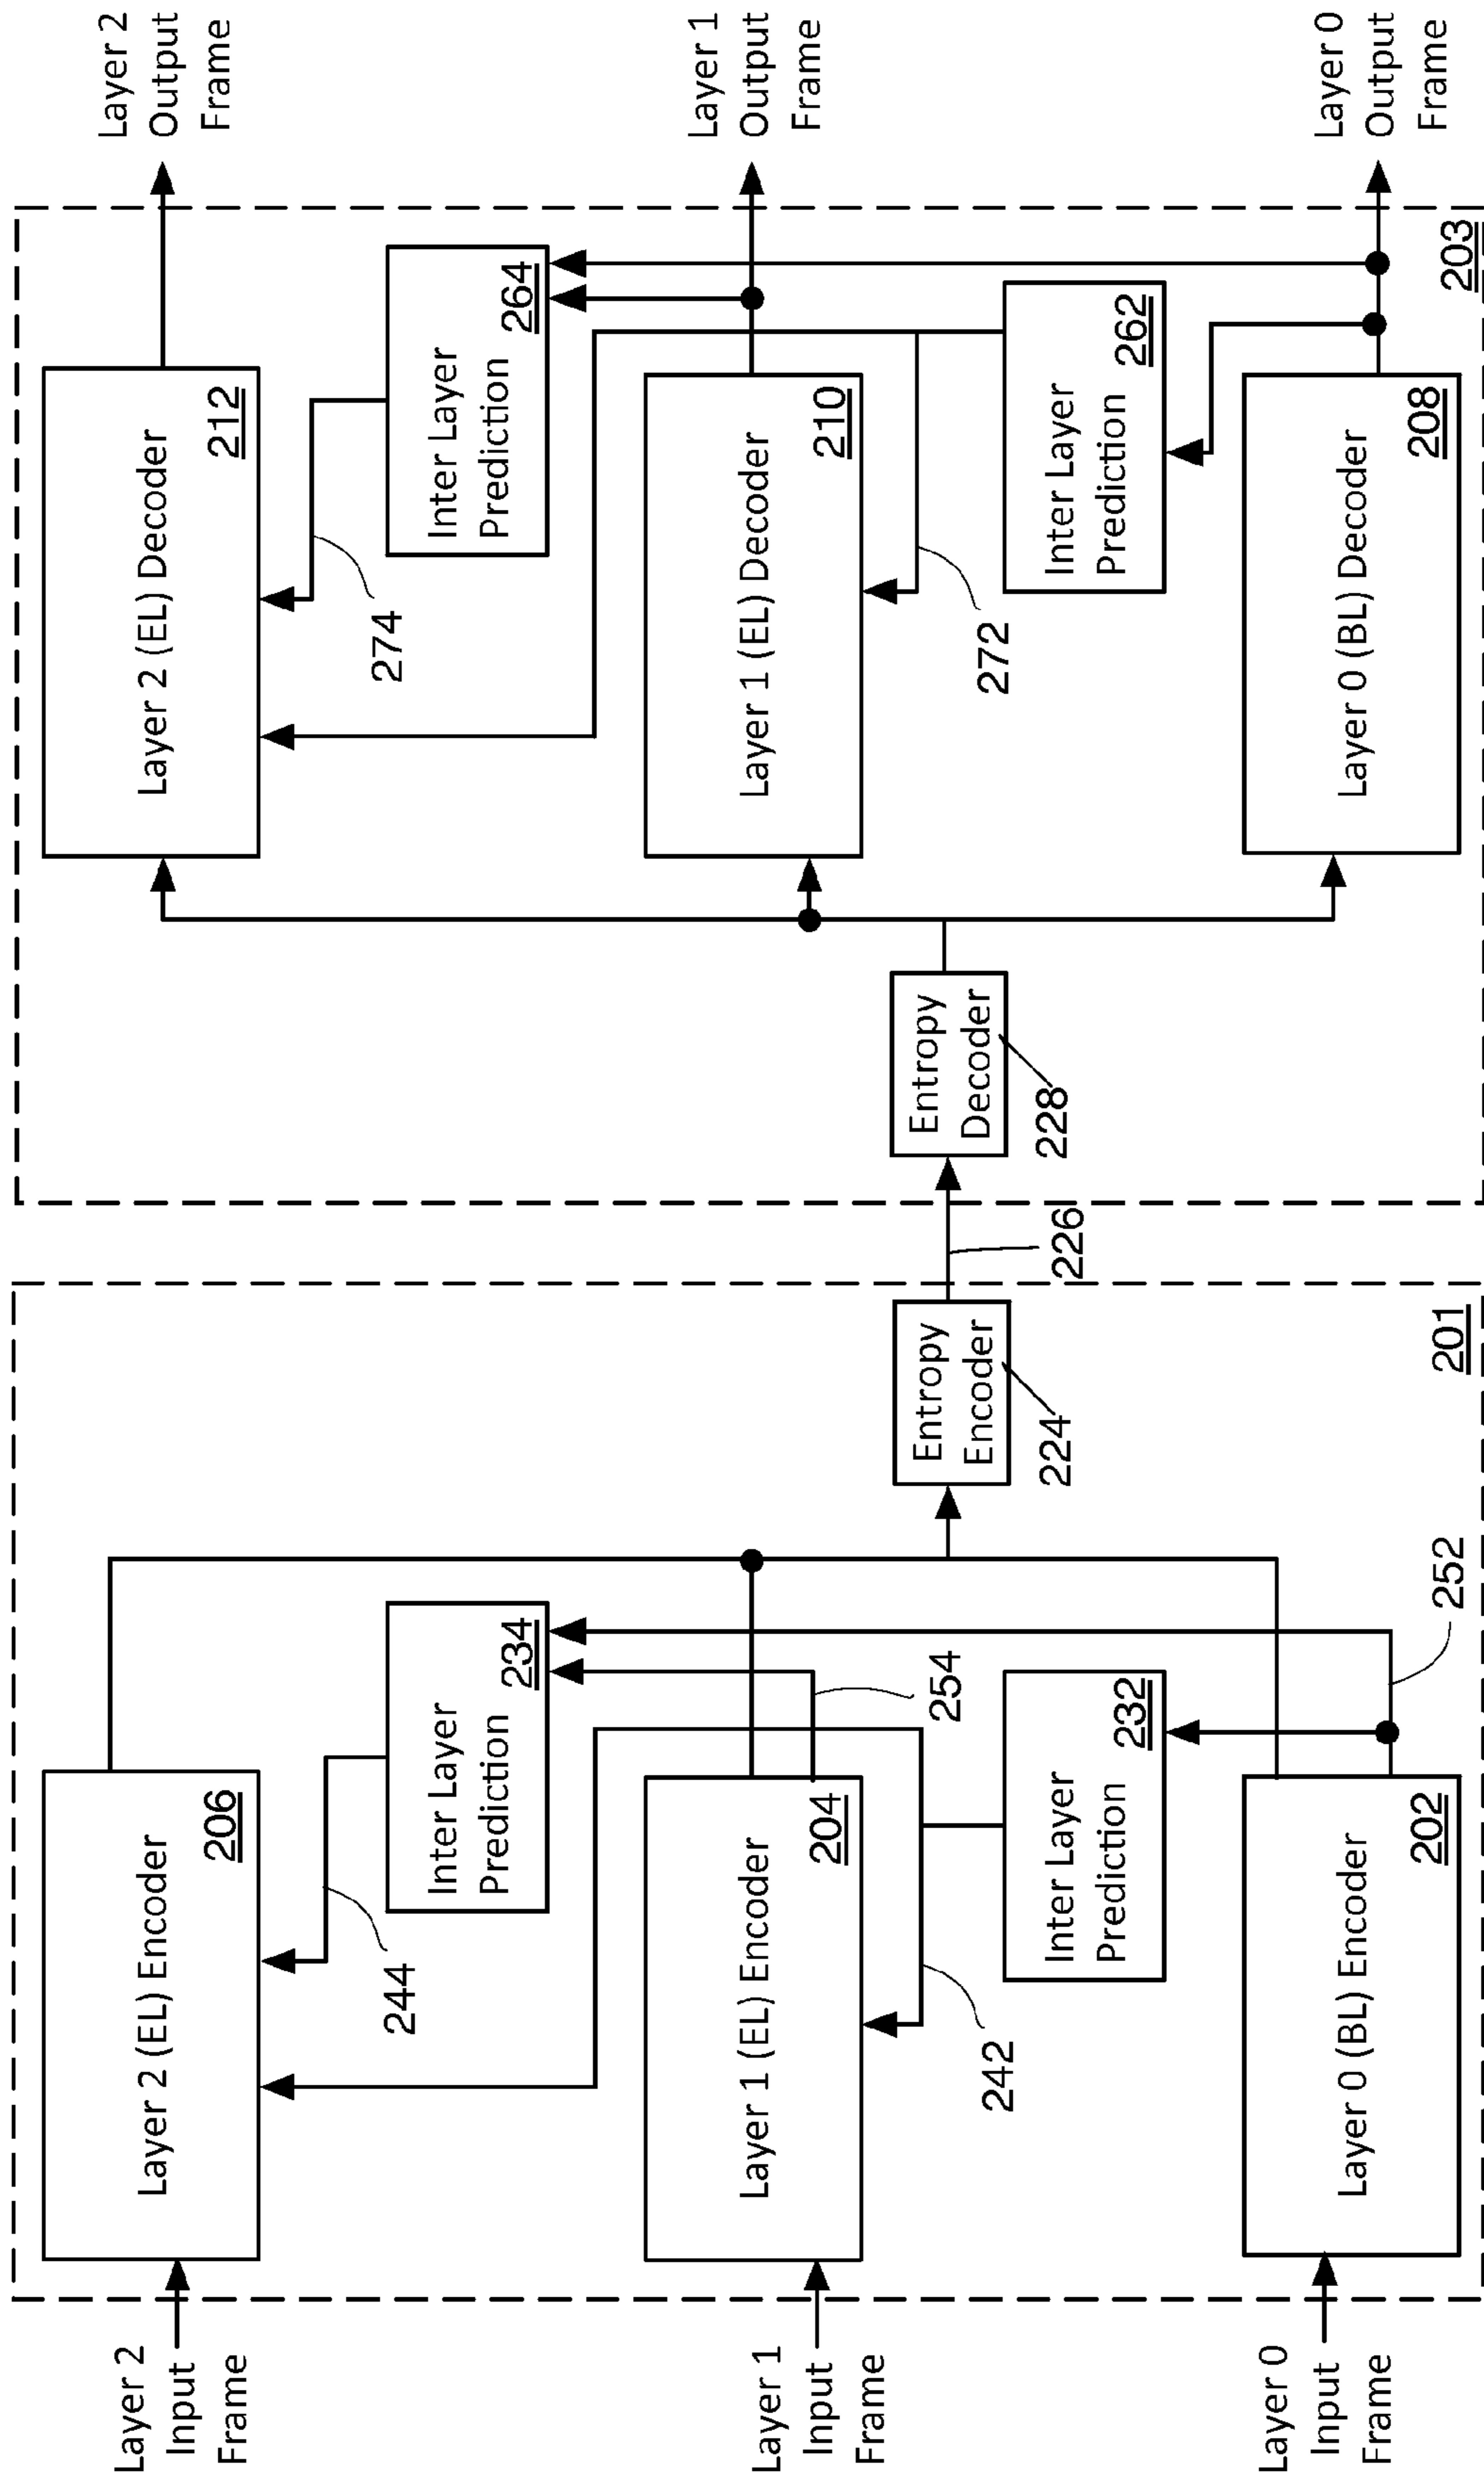 Layer 2
Input
Frame
Layer 2 (EL) Encoder
206
244
Inter Layer
Prediction
234
Layer 1
Input
Frame
Layer 1 (EL) Encoder
204
254
242
Inter Layer
Prediction
232
Layer 0
Input
Frame
Layer 0 (BL) Encoder
202
252
Entropy
Encoder
224
201
226
Entropy
Decoder
228
Layer 2 (EL) Decoder
212
Layer 2
Output
Frame
274
Inter Layer
Prediction
264
Layer 1 (EL) Decoder
210
Layer 1
Output
Frame
272
Inter Layer
Prediction
262
Layer 0 (BL) Decoder
208
Layer 0
Output
Frame
203